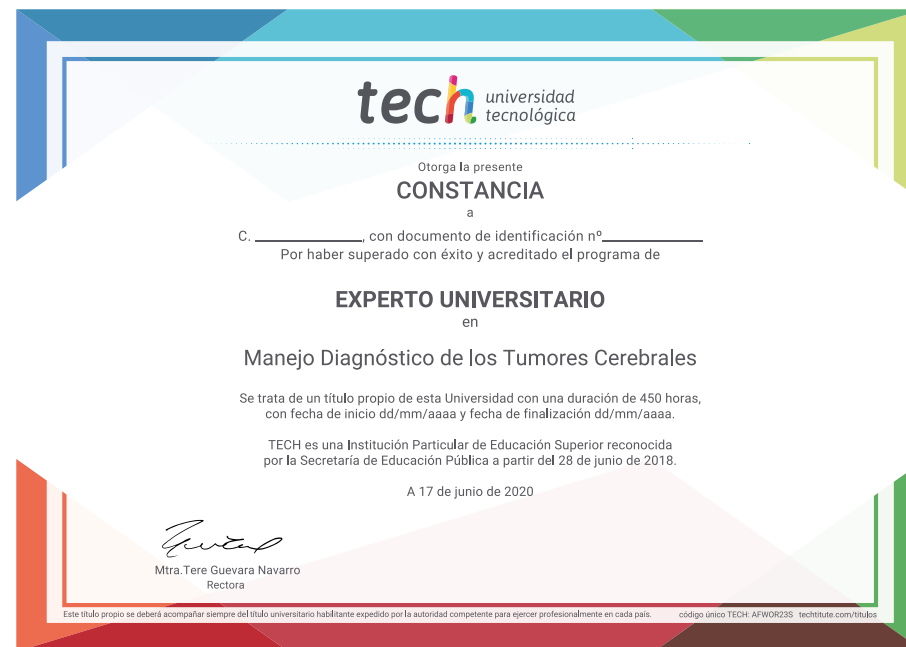 tech universidad
tecnológica
Otorga la presente
CONSTANCIA
a
C. ____________, con documento de identificación nº____________
Por haber superado con éxito y acreditado el programa de
EXPERTO UNIVERSITARIO
en
Manejo Diagnóstico de los Tumores Cerebrales
Se trata de un título propio de esta Universidad con una duración de 450 horas,
con fecha de inicio dd/mm/aaaa y fecha de finalización dd/mm/aaaa.
TECH es una Institución Particular de Educación Superior reconocida
por la Secretaría de Educación Pública a partir del 28 de junio de 2018.
A 17 de junio de 2020
Mtra.Tere Guevara Navarro
Rectora
Este título propio se deberá acompañar siempre del título universitario habilitante expedido por la autoridad competente para ejercer profesionalmente en cada país. código único TECH: AFWOR23S techtitute.com/titulos